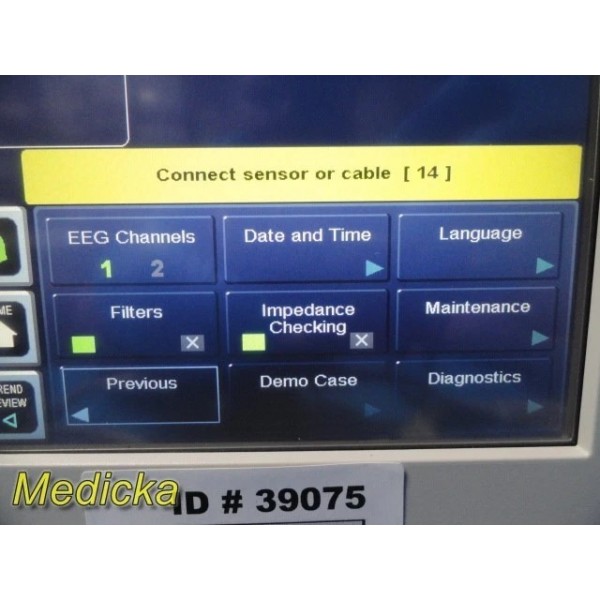 Connect sensor or cable [ 14 ]
EEG Channels
1 2
Date and Time
Language
Filters
X
Impedance
Checking
X
Maintenance
Previous
Demo Case
Diagnostics
Medicka
ID # 39075